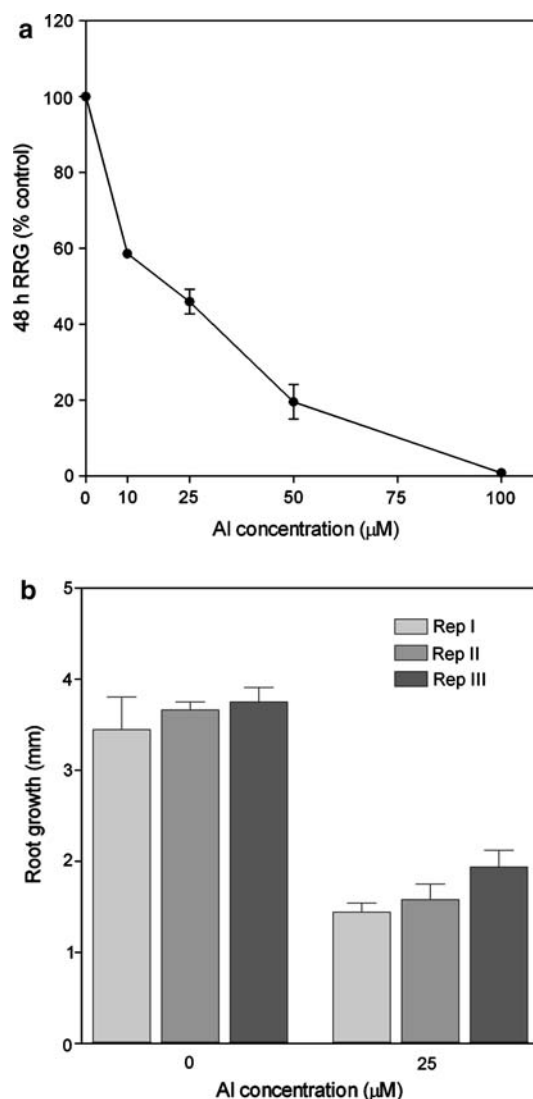 a
120
100
80
60
40
20
0
48 h RRG (% control)
0 10 25 50 75 100
Al concentration (μM)
b
5
4
3
2
1
0
Root growth (mm)
Rep I
Rep II
Rep III
0 25
Al concentration (μM)